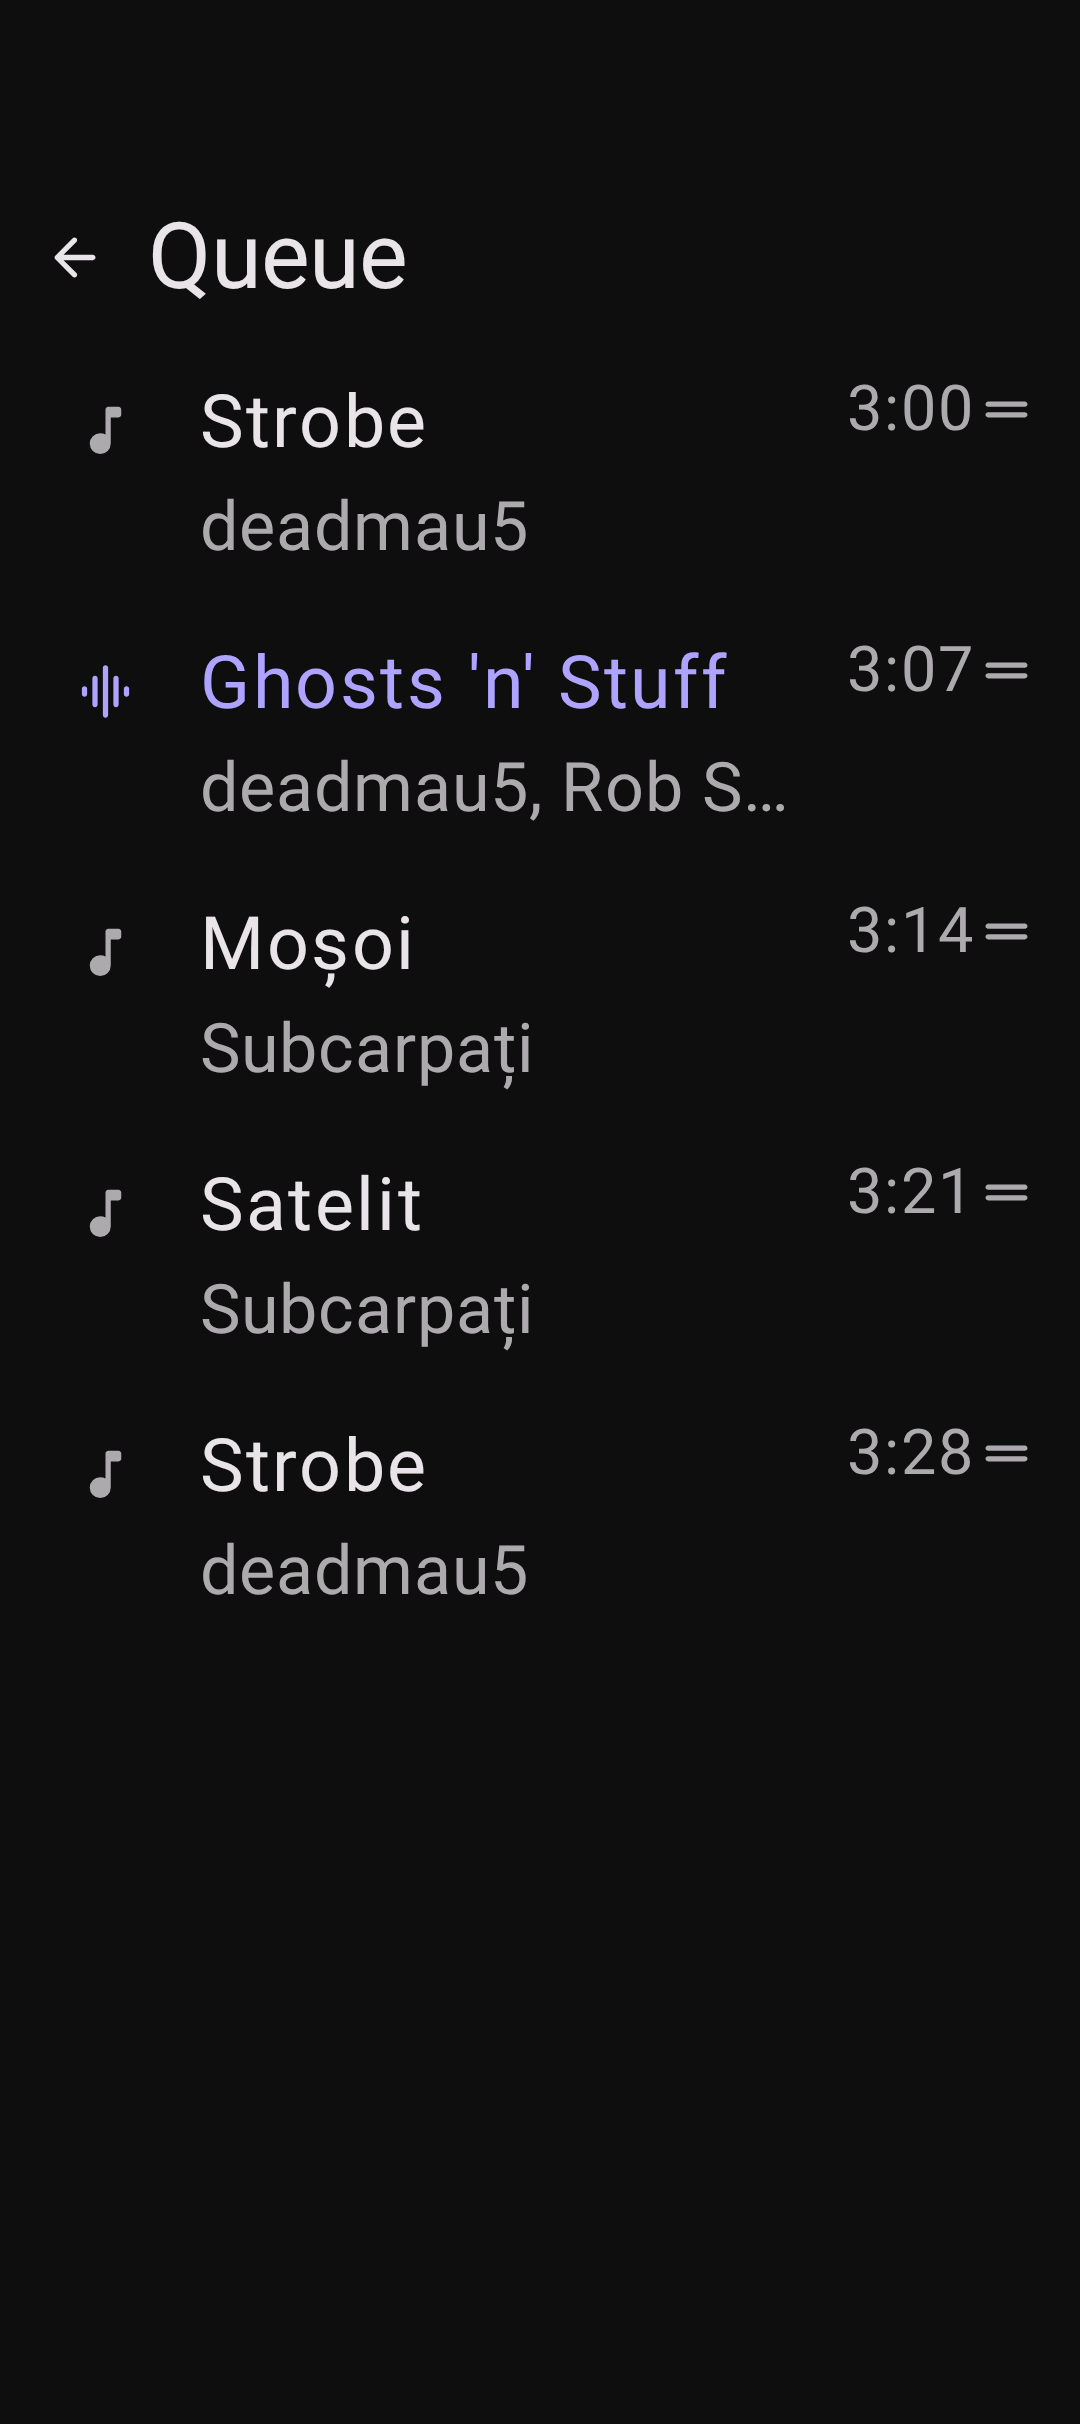 Queue
Strobe 3:00
deadmau5
Ghosts 'n' Stuff 3:07
deadmau5, Rob S…
Moșoi 3:14
Subcarpați
Satelit 3:21
Subcarpați
Strobe 3:28
deadmau5